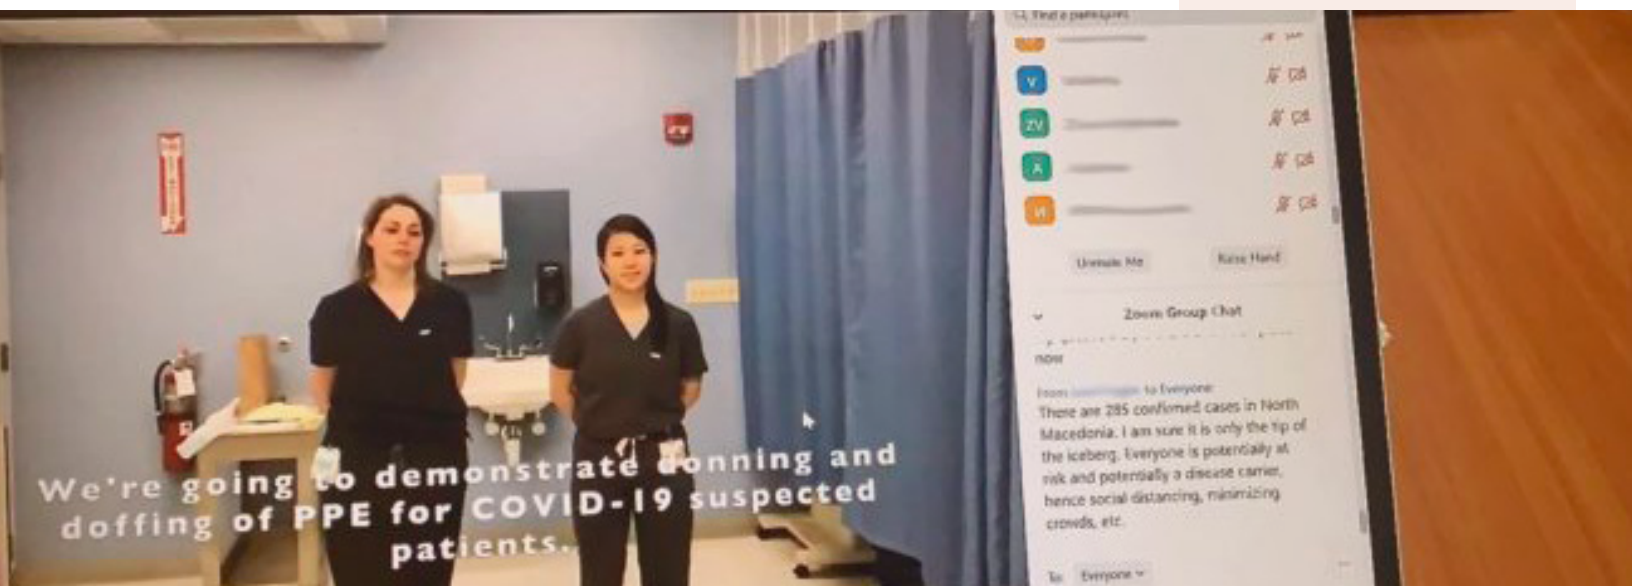 We're going to demonstrate donning and
doffing of PPE for COVID-19 suspected
patients.
Find a participant
V
ZV
A
И
Unmute Me
Raise Hand
Zoom Group Chat
now
From
to Everyone:
There are 285 confirmed cases in North
Macedonia. I am sure it is only the tip of
the iceberg. Everyone is potentially at
risk and potentially a disease carrier,
hence social distancing, minimizing
crowds, etc.
To: Everyone